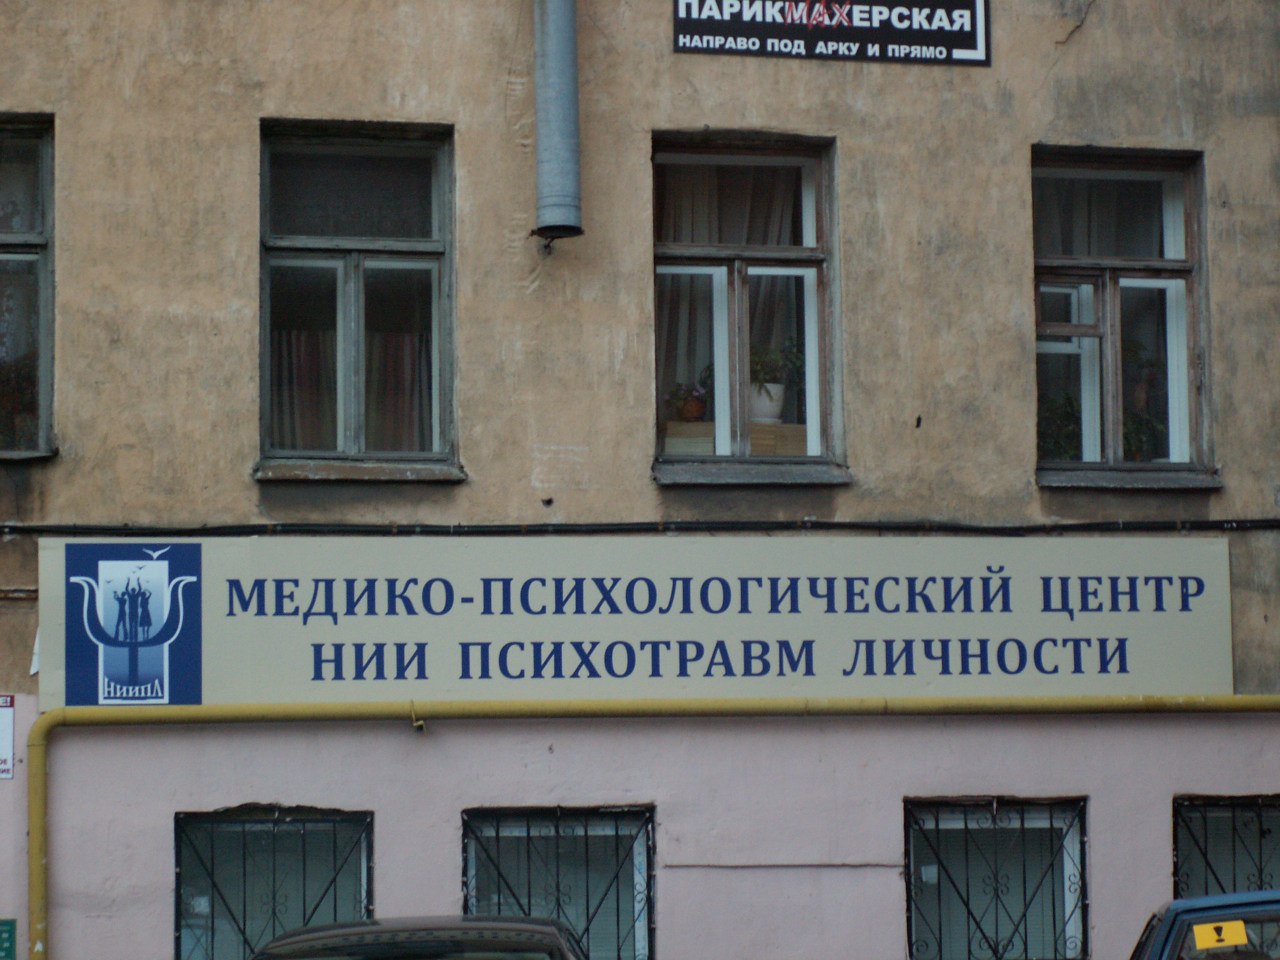 ПАРИКМАХЕРСКАЯ
НАПРАВО ПОД АРКУ И ПРЯМО
МЕДИКО-ПСИХОЛОГИЧЕСКИЙ ЦЕНТР
НИИ ПСИХОТРАВМ ЛИЧНОСТИ
НИИПЛ
!